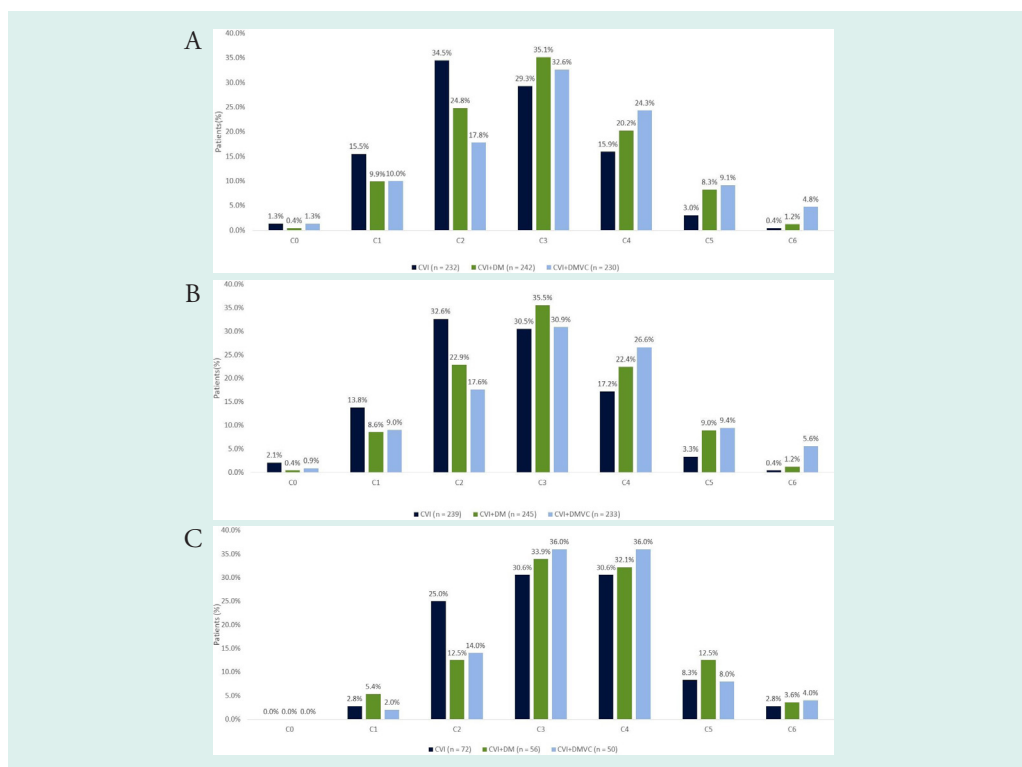 A
40.0%
35.0%
30.0%
25.0%
20.0%
15.0%
10.0%
5.0%
0.0%
Patients(%)
1.3% 0.4% 1.3%
15.5% 9.9% 10.0%
34.5% 24.8% 17.8%
29.3% 35.1% 32.6%
15.9% 20.2% 24.3%
3.0% 8.3% 9.1%
0.4% 1.2% 4.8%
C0 C1 C2 C3 C4 C5 C6
CVI (n = 232) CVI+DM (n = 242) CVI+DMVC (n = 230)
B
40.0%
35.0%
30.0%
25.0%
20.0%
15.0%
10.0%
5.0%
0.0%
Patients(%)
2.1% 0.4% 0.9%
13.8% 8.6% 9.0%
32.6% 22.9% 17.6%
30.5% 35.5% 30.9%
17.2% 22.4% 26.6%
3.3% 9.0% 9.4%
0.4% 1.2% 5.6%
C0 C1 C2 C3 C4 C5 C6
CVI (n = 239) CVI+DM (n = 245) CVI+DMVC (n = 233)
C
40.0%
35.0%
30.0%
25.0%
20.0%
15.0%
10.0%
5.0%
0.0%
Patients (%)
0.0% 0.0% 0.0%
2.8% 5.4% 2.0%
25.0% 12.5% 14.0%
30.6% 33.9% 36.0%
30.6% 32.1% 36.0%
8.3% 12.5% 8.0%
2.8% 3.6% 4.0%
C0 C1 C2 C3 C4 C5 C6
CVI (n = 72) CVI+DM (n = 56) CVI+DMVC (n = 50)